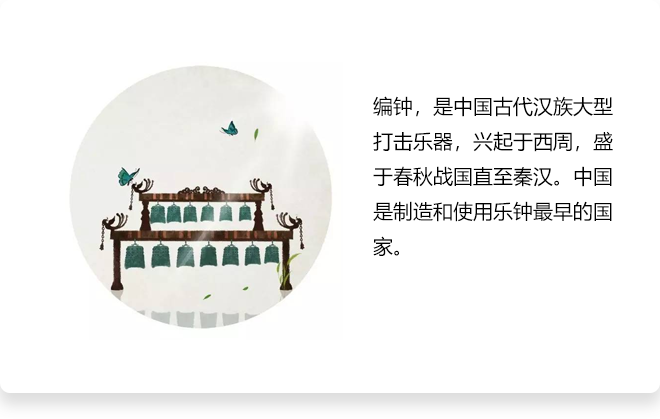 编钟，是中国古代汉族大型
打击乐器，兴起于西周，盛
于春秋战国直至秦汉。中国
是制造和使用乐钟最早的国
家。